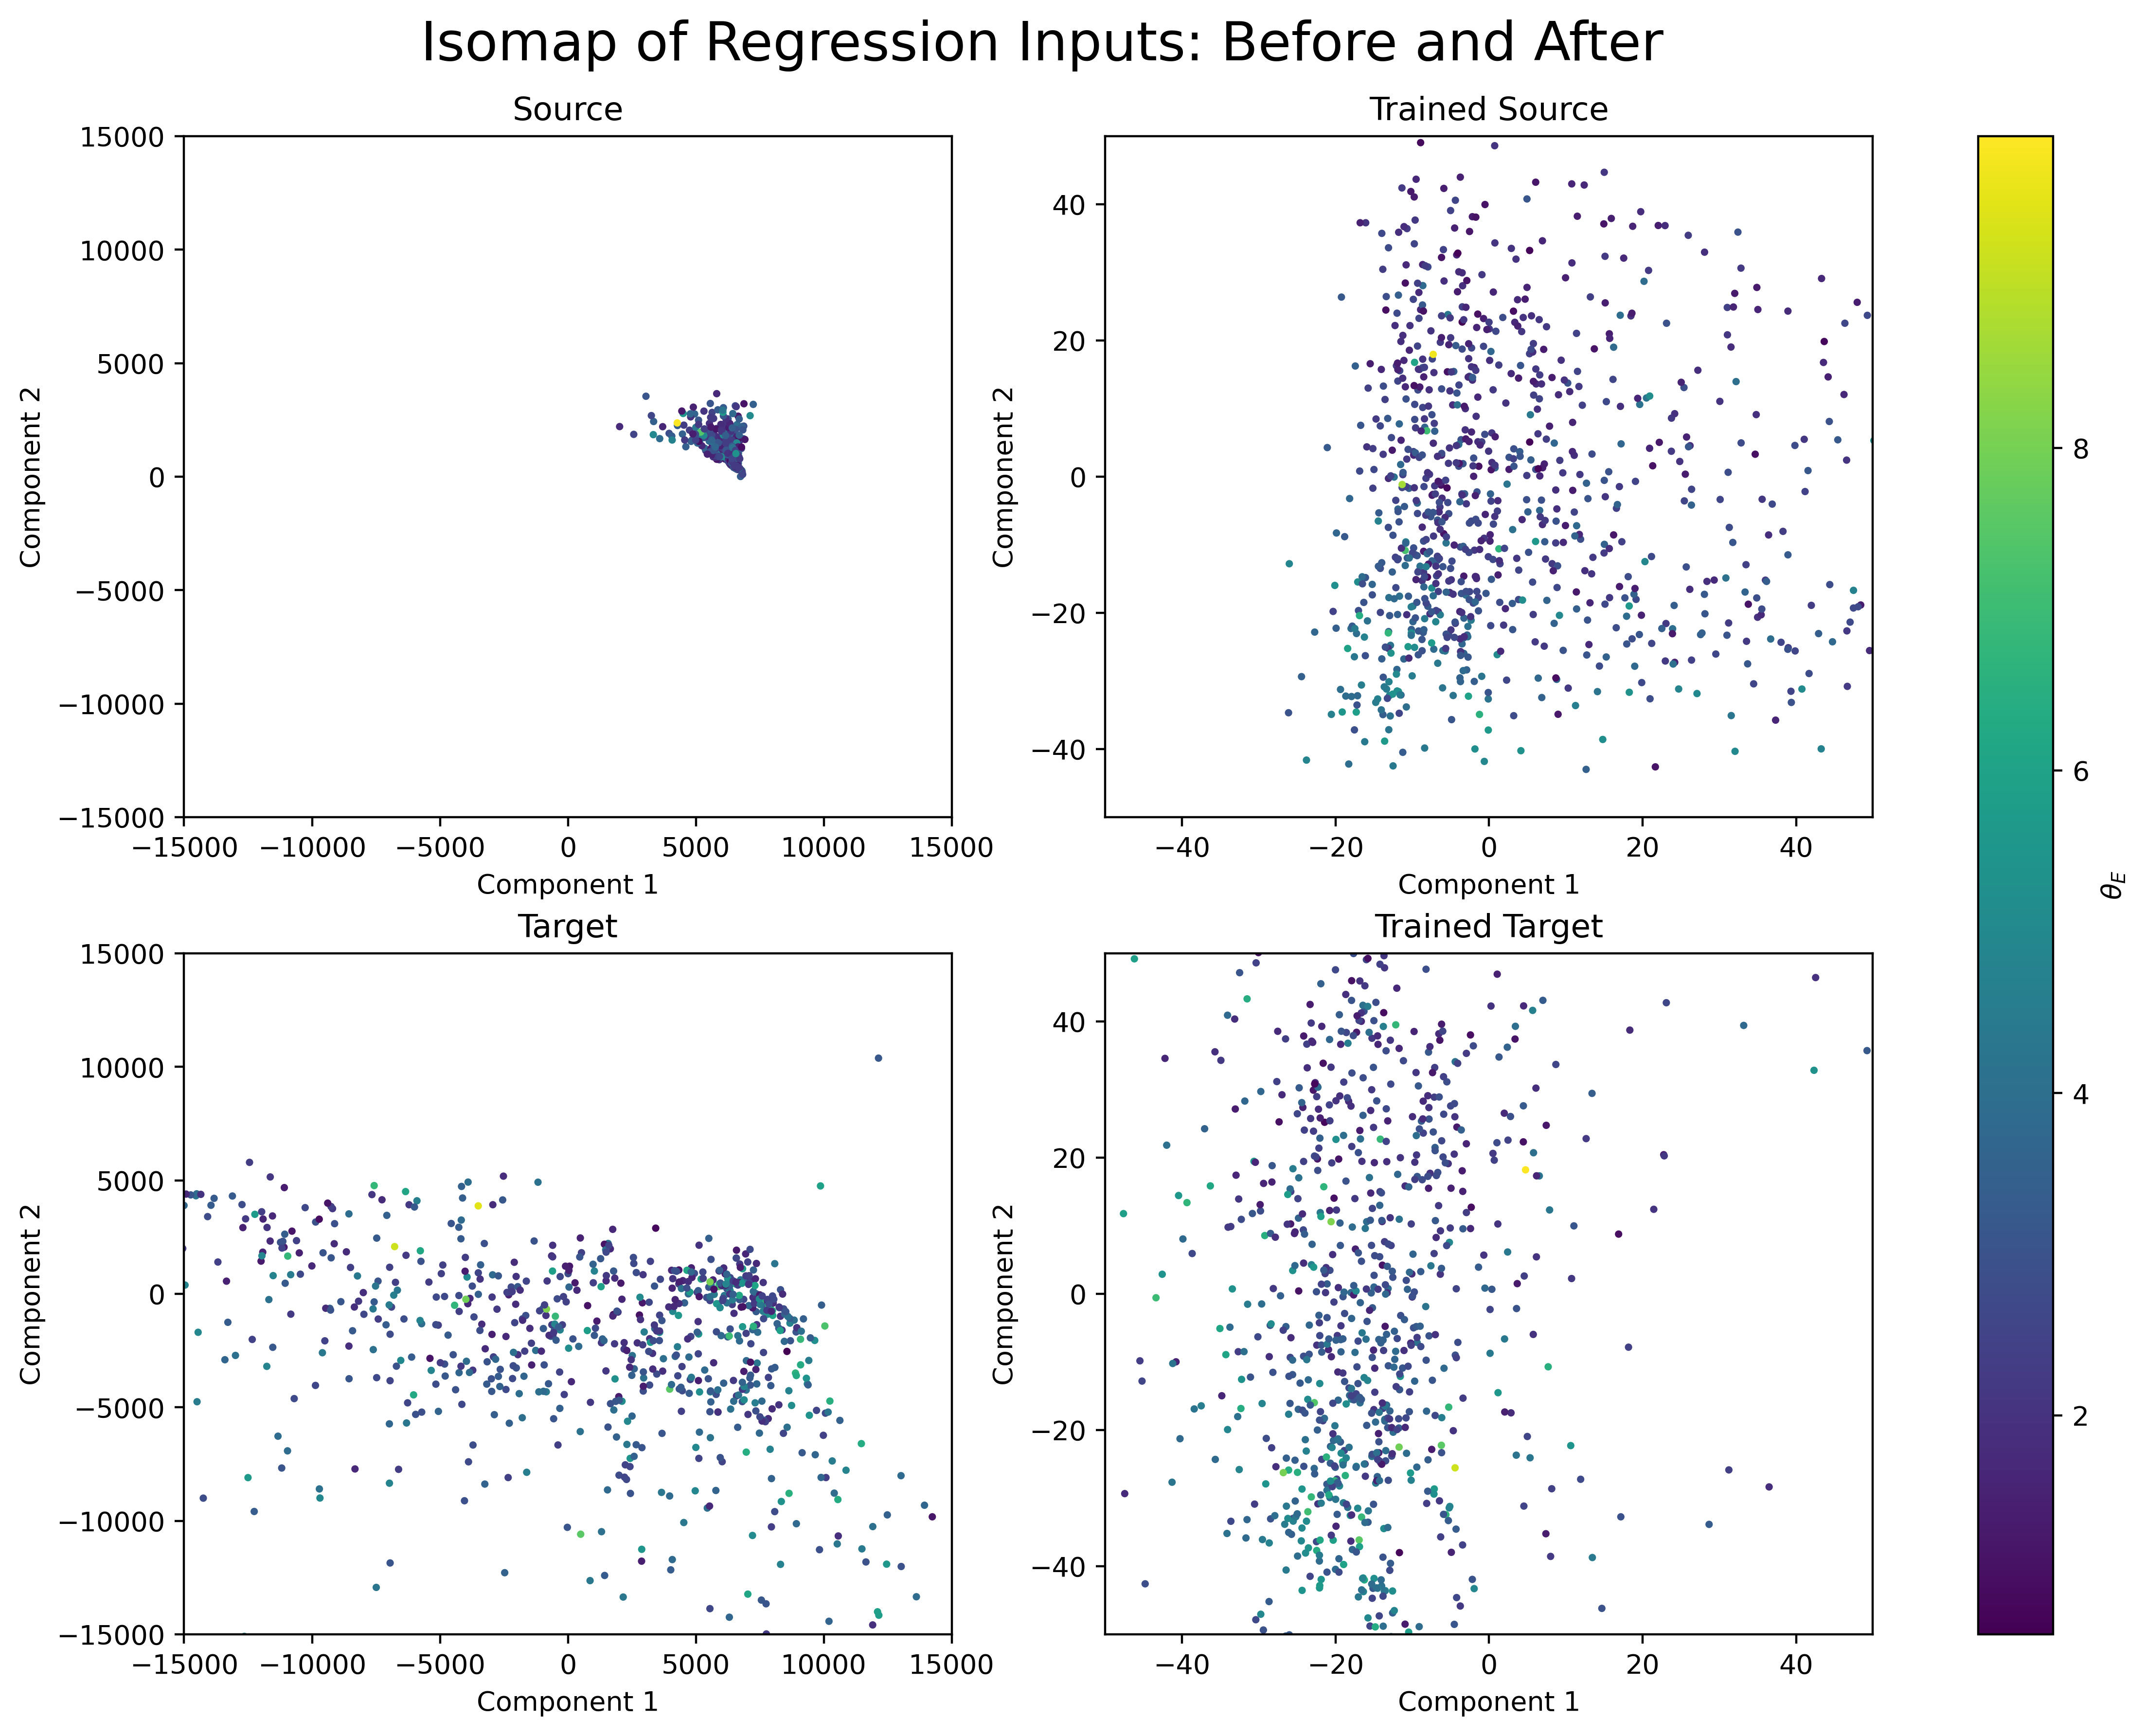 Isomap of Regression Inputs: Before and After
Source
Component 2
15000
10000
5000
0
−5000
−10000
−15000
−15000 −10000 −5000 0 5000 10000 15000
Component 1
Trained Source
Component 2
40
20
0
−20
−40
−40 −20 0 20 40
Component 1
Target
Component 2
15000
10000
5000
0
−5000
−10000
−15000
−15000 −10000 −5000 0 5000 10000 15000
Component 1
Trained Target
Component 2
40
20
0
−20
−40
−40 −20 0 20 40
Component 1
8
6
4
2
θE